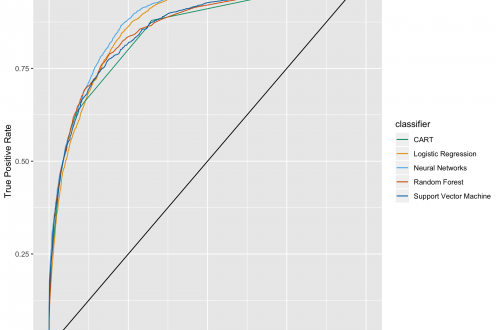 0.75
0.50
0.25
True Positive Rate
classifier
CART
Logistic Regression
Neural Networks
Random Forest
Support Vector Machine